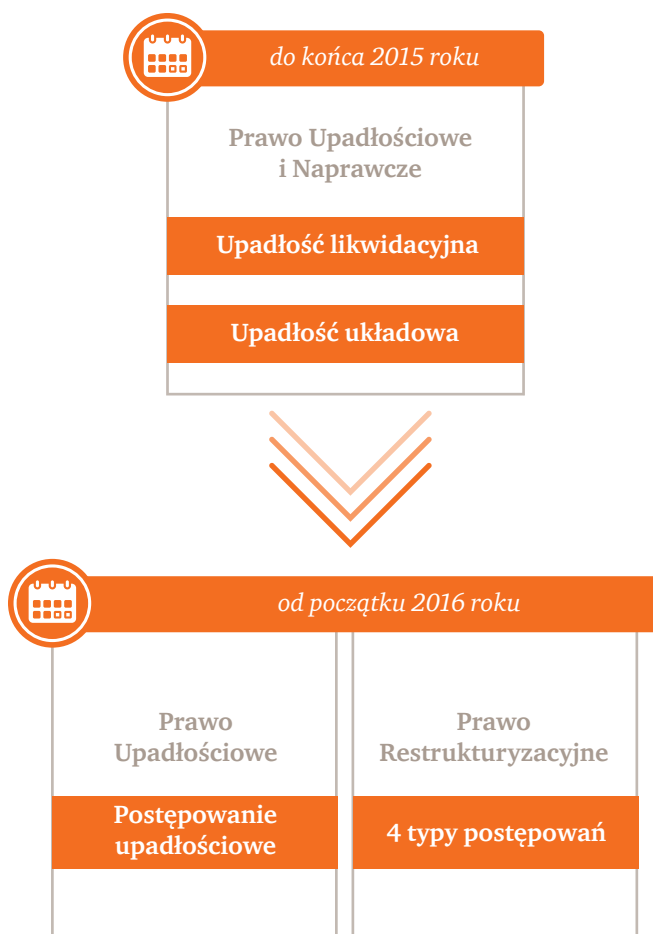 do końca 2015 roku
Prawo Upadłościowe
i Naprawcze
Upadłość likwidacyjna
Upadłość układowa
od początku 2016 roku
Prawo
Upadłościowe
Postępowanie
upadłościowe
Prawo
Restrukturyzacyjne
4 typy postępowań